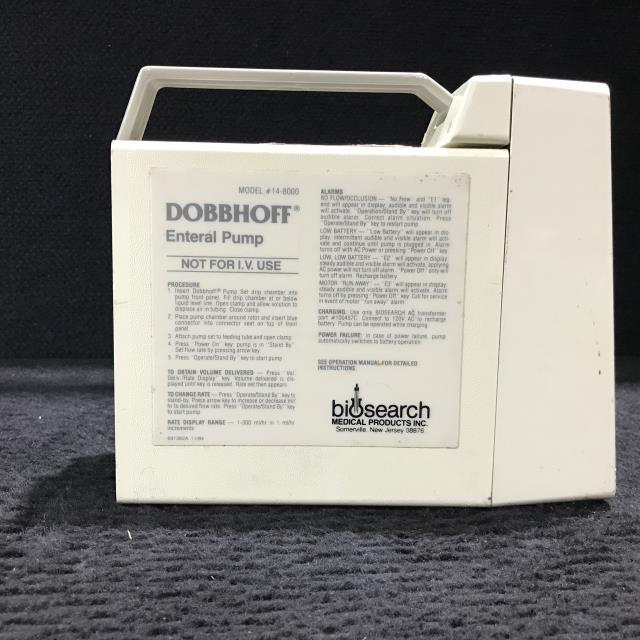 MODEL #14-8000
DOBBHOFF®
Enteral Pump
NOT FOR I.V. USE
PROCEDURE
1 Insert Dobbhoff® Pump Set drip chamber into
pump front panel. Fill drip chamber at or below
liquid level line. Open clamp and allow solution to
displace air in tubing. Close clamp.
2 Place pump chamber around rotor and insert blue
connector into connector seat on top of front
panel.
3 Attach pump set to feeding tube and open clamp
4 Press "Power On" key; pump is in "Stand By"
Set flow rate by pressing arrow key.
5 Press "Operate/Stand By" key to start pump
TO OBTAIN VOLUME DELIVERED — Press "Vol
Deliv./Rate Display" key. Volume delivered is dis-
played until key is released. Rate set then appears
TO CHANGE RATE — Press "Operate/Stand By" key to
stand-by. Press arrow key to increase or decrease ml/
hr to desired flow rate. Press "Operate/Stand By" key
to start pump
RATE DISPLAY RANGE — 1-300 ml/hr in 1 ml/hr
increments
ALARMS
NO FLOW/OCCLUSION — "No Flow" and "E1" leg-
end will appear in display, audible and visible alarm
will activate. "Operation/Stand By" key will turn off
audible alarm. Correct alarm situation. Press
"Operate/Stand By" key to restart pump.
LOW BATTERY — "Low Battery" will appear in dis-
play, intermittent audible and visible alarm will acti-
vate and continue until pump is plugged in. Alarm
turns off with AC Power or pressing "Power Off" key.
LOW, LOW BATTERY — "E2" will appear in display,
steady audible and visible alarm will activate, applying
AC power will not turn off alarm. "Power Off" only will
turn off alarm. Recharge battery.
MOTOR "RUN AWAY" — "E3" will appear in display,
steady audible and visible alarm will activate. Alarm
turns off by pressing "Power Off" key. Call for service
in event of motor "run away" alarm
CHARGING: Use only BIOSEARCH AC transformer
part Connect to 120V AC to recharge
battery. Pump can be operated while charging.
POWER FAILURE: In case of power failure, pump
automatically switches to battery operation.
SEE OPERATION MANUAL FOR DETAILED
INSTRUCTIONS.
biosearch
MEDICAL PRODUCTS INC.
Somerville, New Jersey 08876